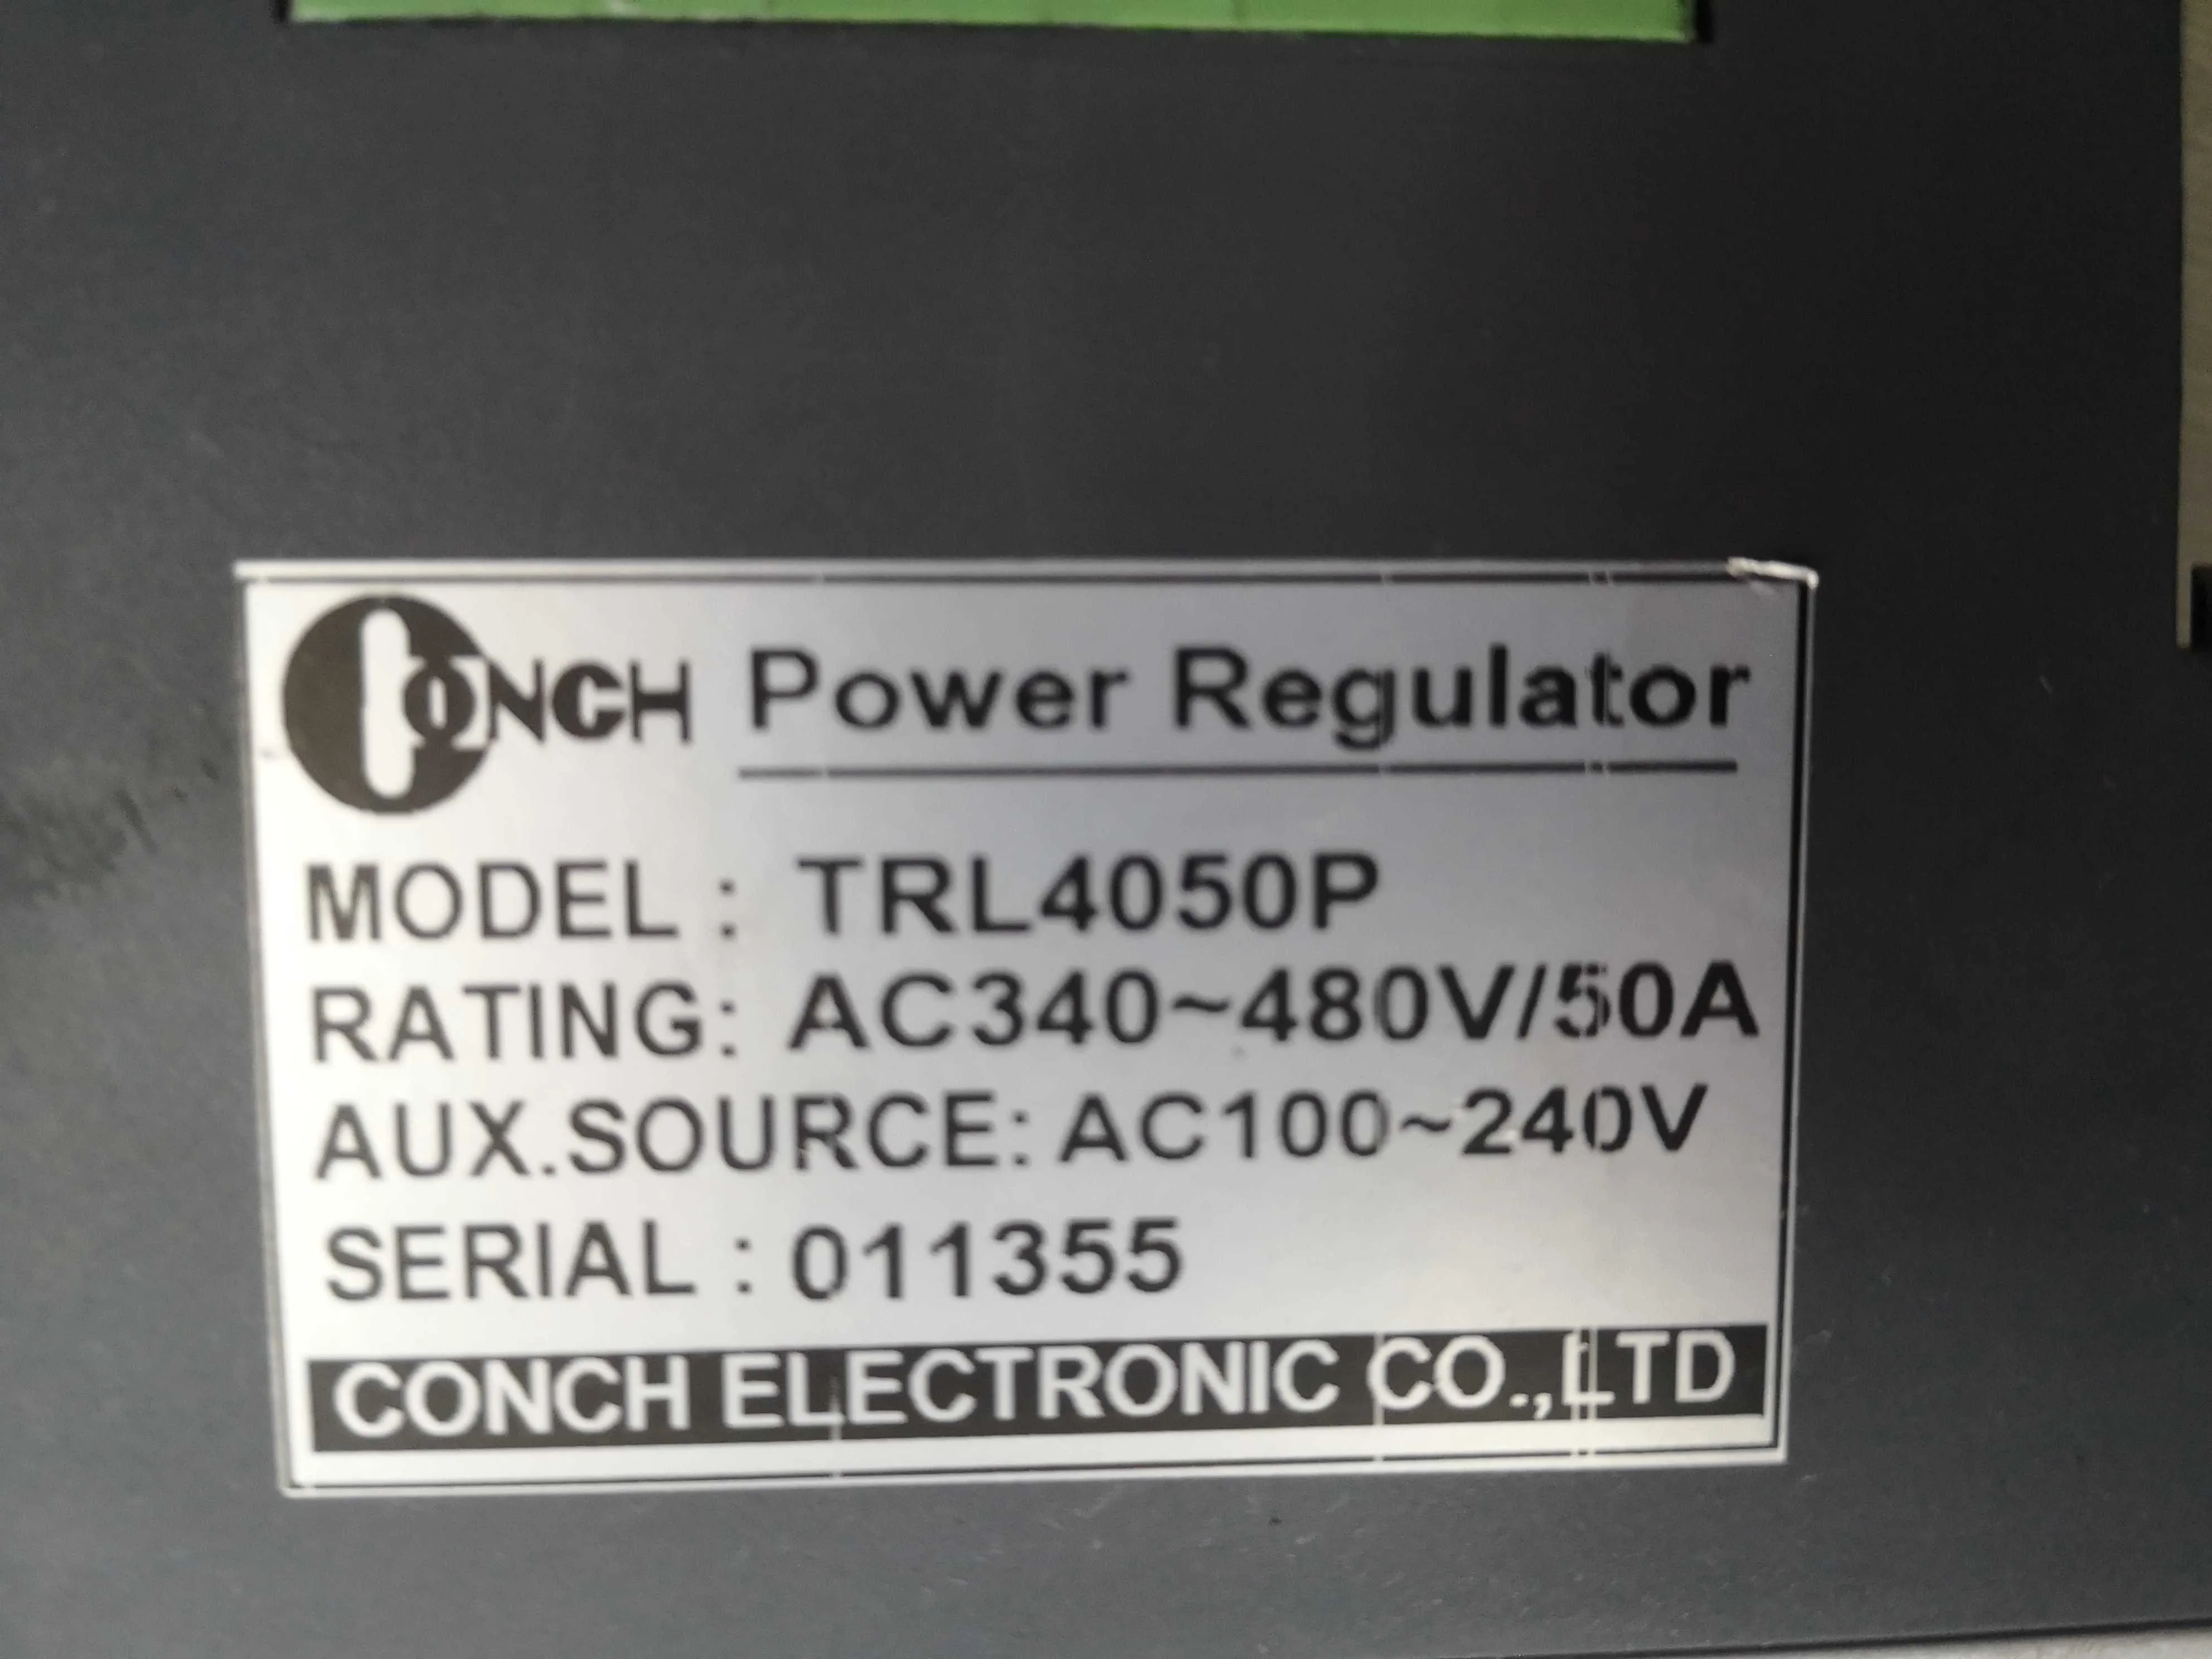 CONCH Power Regulator
MODEL : TRL4050P
RATING: AC340~480V/50A
AUX.SOURCE: AC100~240V
SERIAL : 011355
CONCH ELECTRONIC CO.,LTD